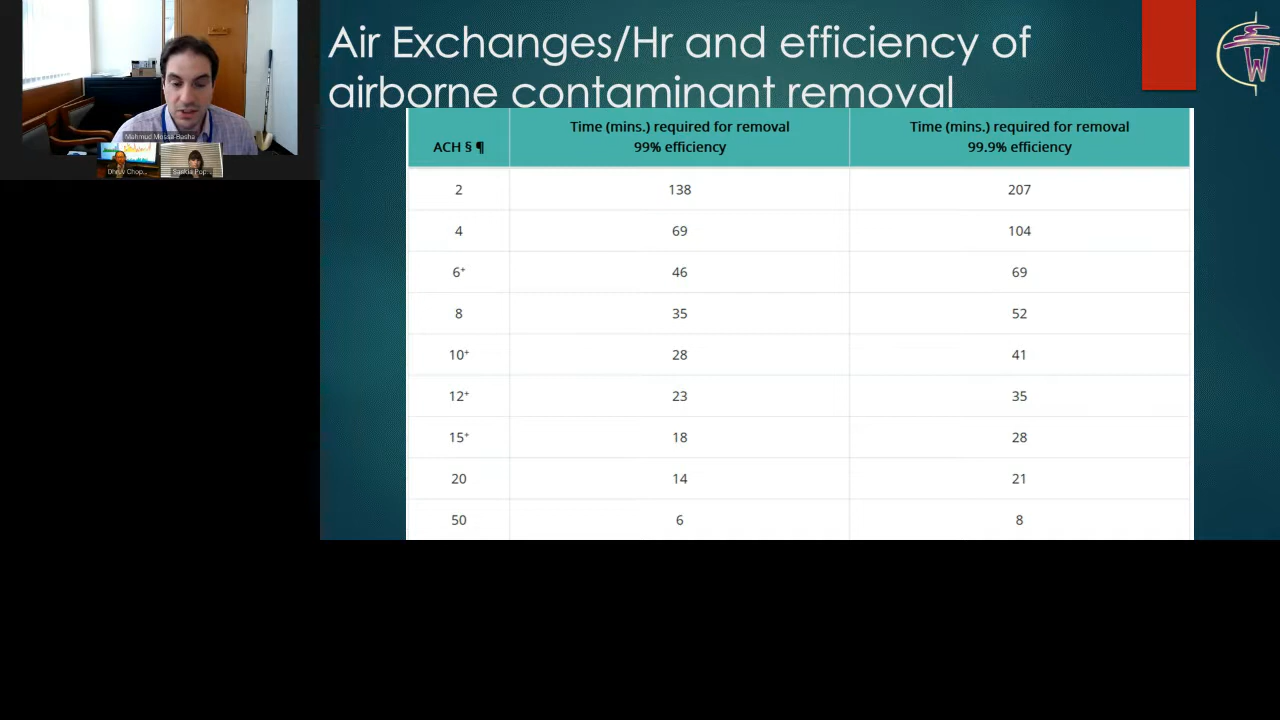 Air Exchanges/Hr and efficiency of
airborne contaminant removal
Mahmud Mossa Basha
Dhruv Chop...
Saskia Pop...
ACH § ¶
Time (mins.) required for removal
99% efficiency
Time (mins.) required for removal
99.9% efficiency
2 138 207
4 69 104
6+ 46 69
8 35 52
10+ 28 41
12+ 23 35
15+ 18 28
20 14 21
50 6 8
W